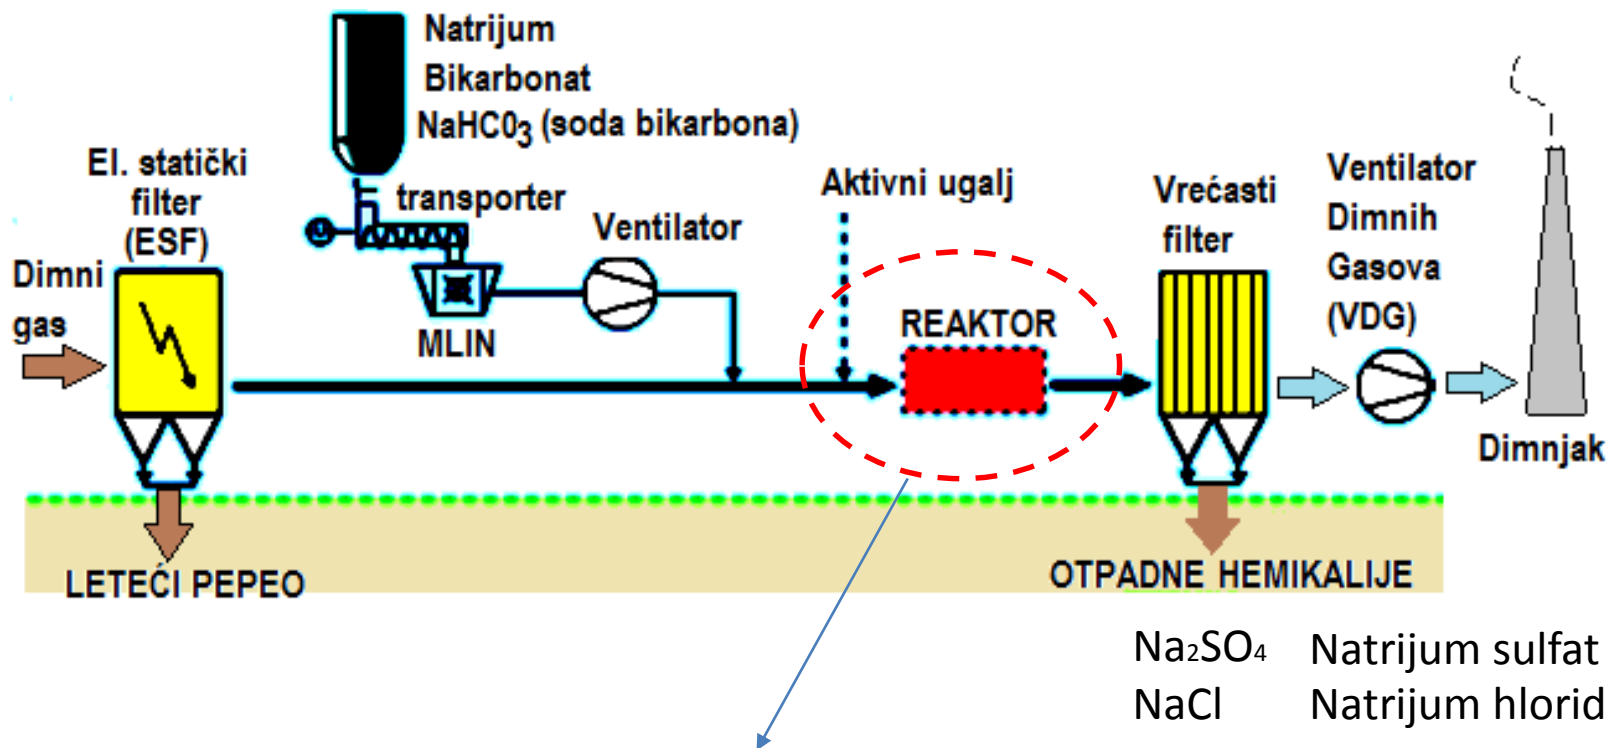 Natrijum
Bikarbonat
NaHC0₃ (soda bikarbona)
El. statički
filter
(ESF)
transporter
Ventilator
Aktivni ugalj
Vrećasti
filter
Ventilator
Dimnih
Gasova
(VDG)
Dimni
gas
MLIN
REAKTOR
Dimnjak
LETEĆI PEPEO
OTPADNE HEMIKALIJE
Na₂SO₄ Natrijum sulfat
NaCl Natrijum hlorid